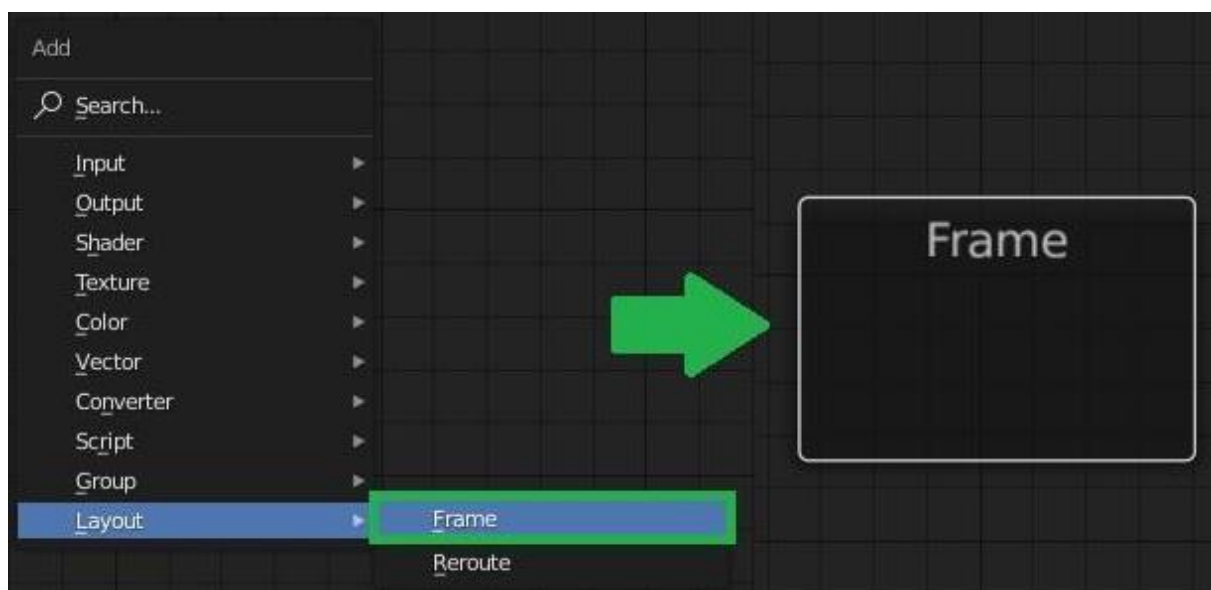 Add
Search...
Input
Output
Shader
Texture
Color
Vector
Converter
Script
Group
Layout
Frame
Reroute
Frame